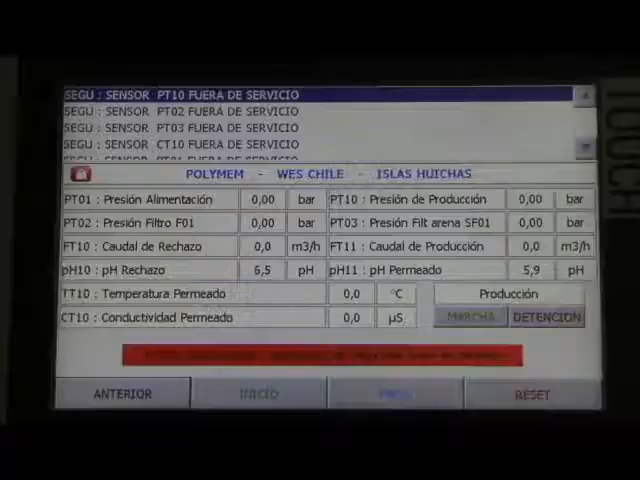 SEGU : SENSOR PT10 FUERA DE SERVICIO
SEGU : SENSOR PT02 FUERA DE SERVICIO
SEGU : SENSOR PT03 FUERA DE SERVICIO
SEGU : SENSOR CT10 FUERA DE SERVICIO
POLYMEM - WES CHILE - ISLAS HUICHAS
PT01 : Presión Alimentación 0,00 bar PT10 : Presión de Producción 0,00 bar
PT02 : Presión Filtro F01 0,00 bar PT03 : Presión Filt arena SF01 0,00 bar
FT10 : Caudal de Rechazo 0,0 m3/h FT11 : Caudal de Producción 0,0 m3/h
pH10 : pH Rechazo 6,5 pH pH11 : pH Permeado 5,9 pH
TT10 : Temperatura Permeado 0,0 °C Producción
CT10 : Conductividad Permeado 0,0 µS MARCHA DETENCION
ANTERIOR INICIO RESET
TOUCH